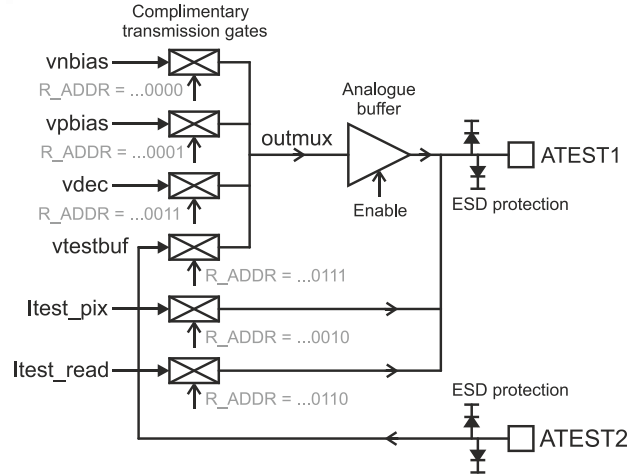 Complimentary
transmission gates
vnbias
R_ADDR = ...0000
vpbias
R_ADDR = ...0001
vdec
R_ADDR = ...0011
vtestbuf
R_ADDR = ...0111
Itest_pix
R_ADDR = ...0010
Itest_read
R_ADDR = ...0110
outmux
Analogue
buffer
Enable
ATEST1
ESD protection
ESD protection
ATEST2